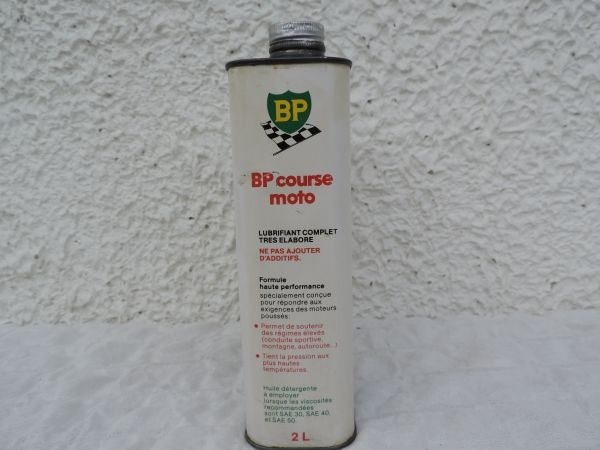 BP
BP course
moto
LUBRIFIANT COMPLET
TRES ELABORE
NE PAS AJOUTER
D'ADDITIFS.
Formule
haute performance
spécialement conçue
pour répondre aux
exigences des moteurs
poussés:
• Permet de soutenir
des régimes élevés
(conduite sportive,
montagne, autoroute...)
• Tient la pression aux
plus hautes
températures.
Huile détergente
à employer
lorsque les viscosités
recommandées
sont SAE 30, SAE 40,
et SAE 50.
2 L